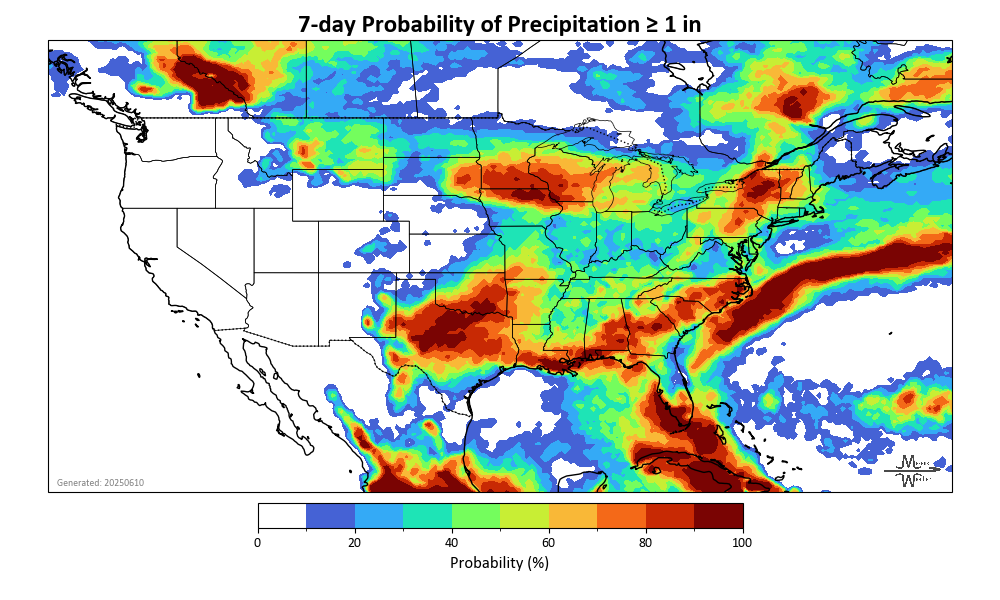 7-day Probability of Precipitation ≥ 1 in
Generated: 20250610
0 20 40 60 80 100
Probability (%)